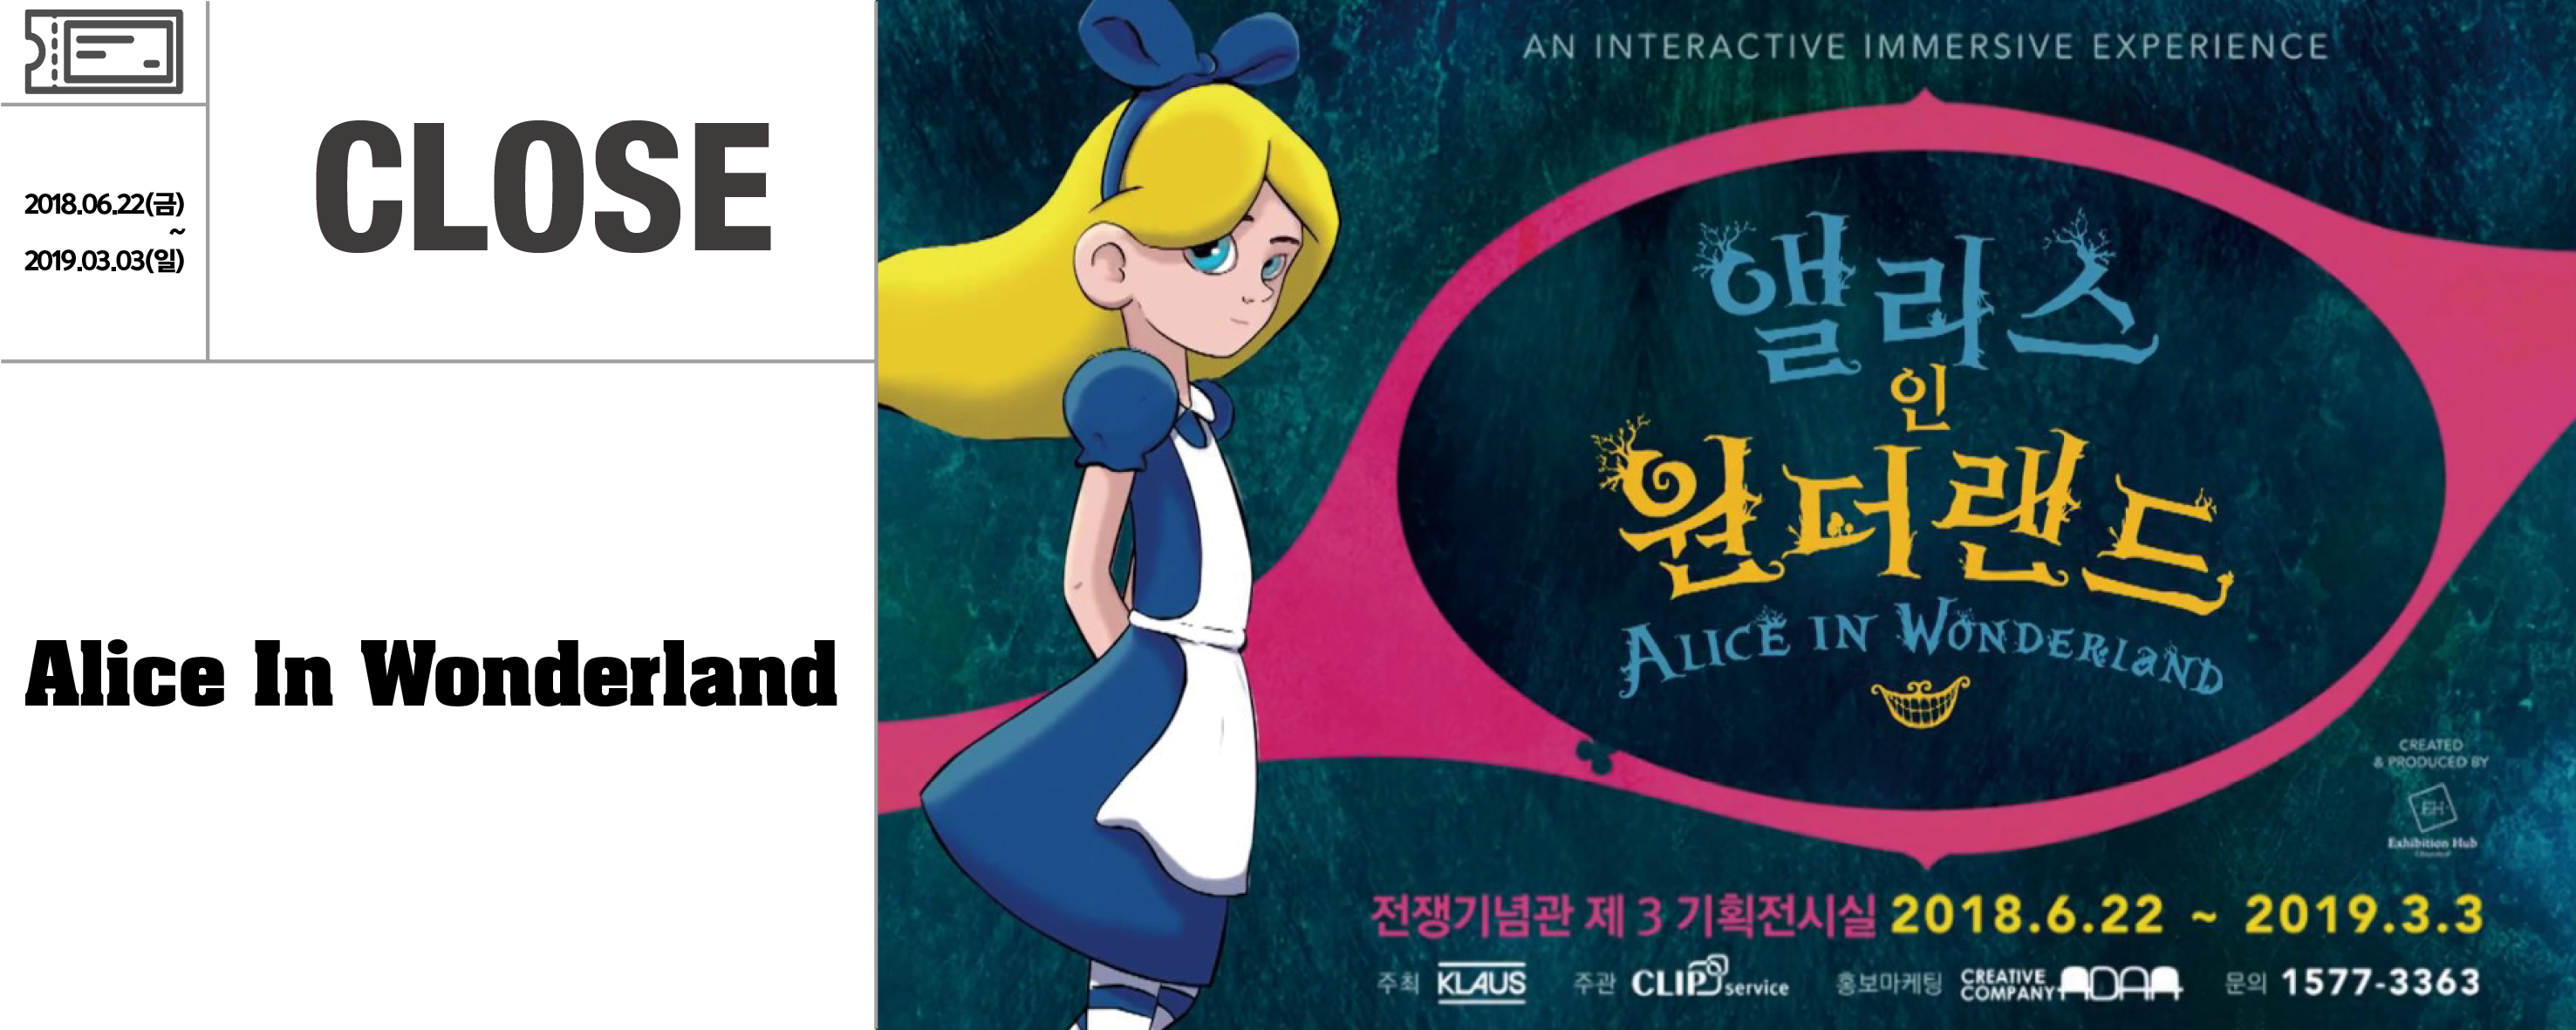 2018.06.22(금)
~
2019.03.03(일)
CLOSE
Alice In Wonderland
AN INTERACTIVE IMMERSIVE EXPERIENCE
앨리스
인
원더랜드
ALICE IN WONDERLAND
CREATED
& PRODUCED BY
EH
Exhibition Hub
전쟁기념관 제 3 기획전시실 2018.6.22 ~ 2019.3.3
주최 KLAUS 주관 CLIP service 홍보마케팅 CREATIVE COMPANY ADAM 문의 1577-3363